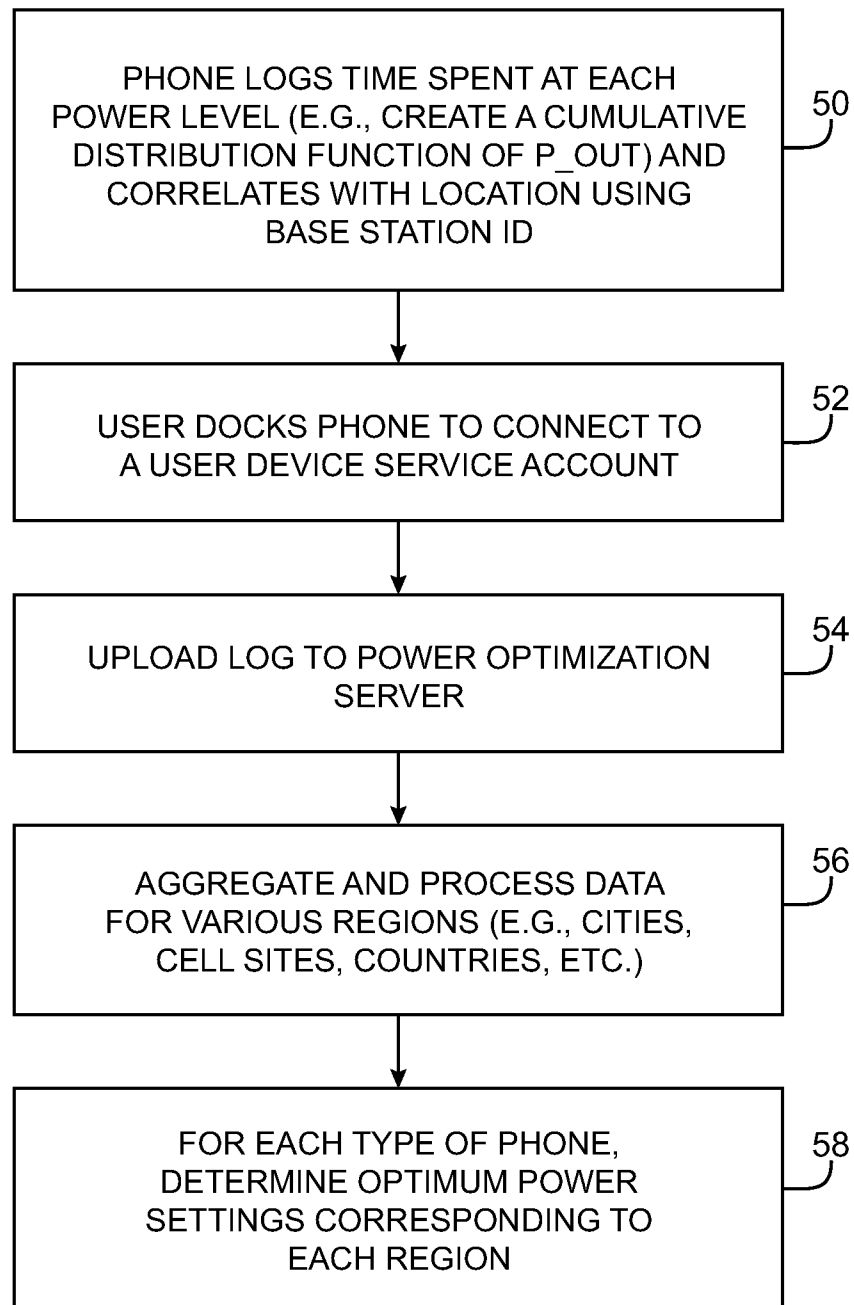 PHONE LOGS TIME SPENT AT EACH
POWER LEVEL (E.G., CREATE A CUMULATIVE
DISTRIBUTION FUNCTION OF P_OUT) AND
CORRELATES WITH LOCATION USING
BASE STATION ID
50
USER DOCKS PHONE TO CONNECT TO
A USER DEVICE SERVICE ACCOUNT
52
UPLOAD LOG TO POWER OPTIMIZATION
SERVER
54
AGGREGATE AND PROCESS DATA
FOR VARIOUS REGIONS (E.G., CITIES,
CELL SITES, COUNTRIES, ETC.)
56
FOR EACH TYPE OF PHONE,
DETERMINE OPTIMUM POWER
SETTINGS CORRESPONDING TO
EACH REGION
58